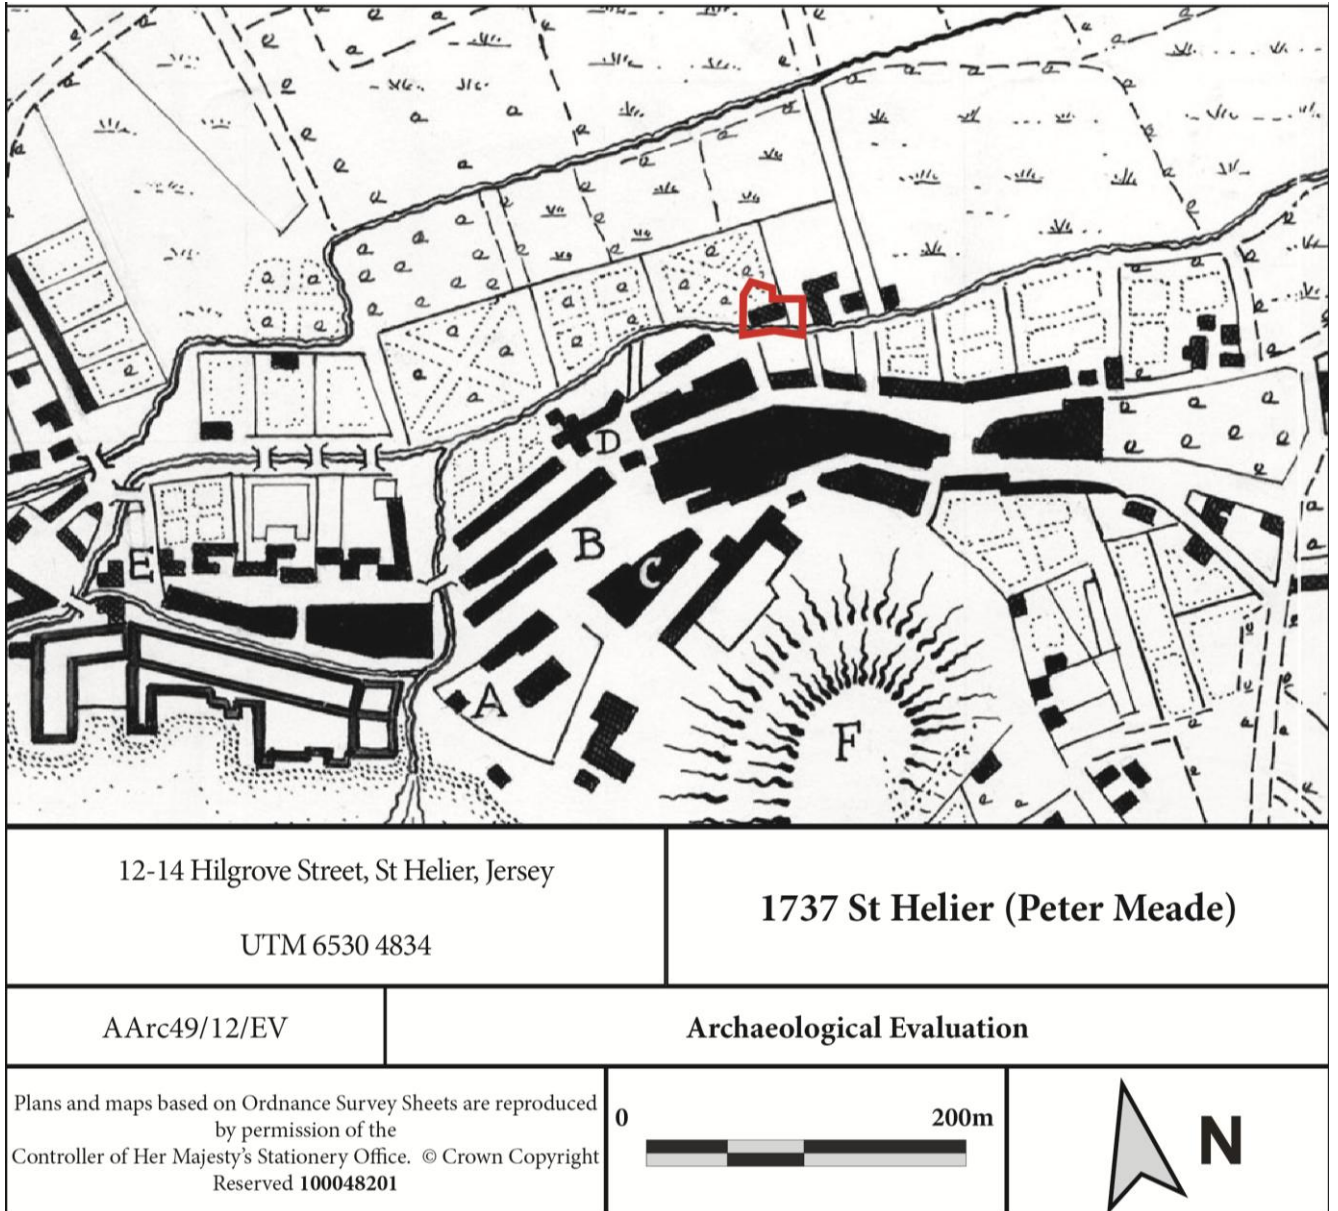 D
B
C
E
A
F
12-14 Hilgrove Street, St Helier, Jersey
UTM 6530 4834
1737 St Helier (Peter Meade)
AArc49/12/EV
Archaeological Evaluation
Plans and maps based on Ordnance Survey Sheets are reproduced
by permission of the
Controller of Her Majesty's Stationery Office. © Crown Copyright
Reserved 100048201
0
200m
N